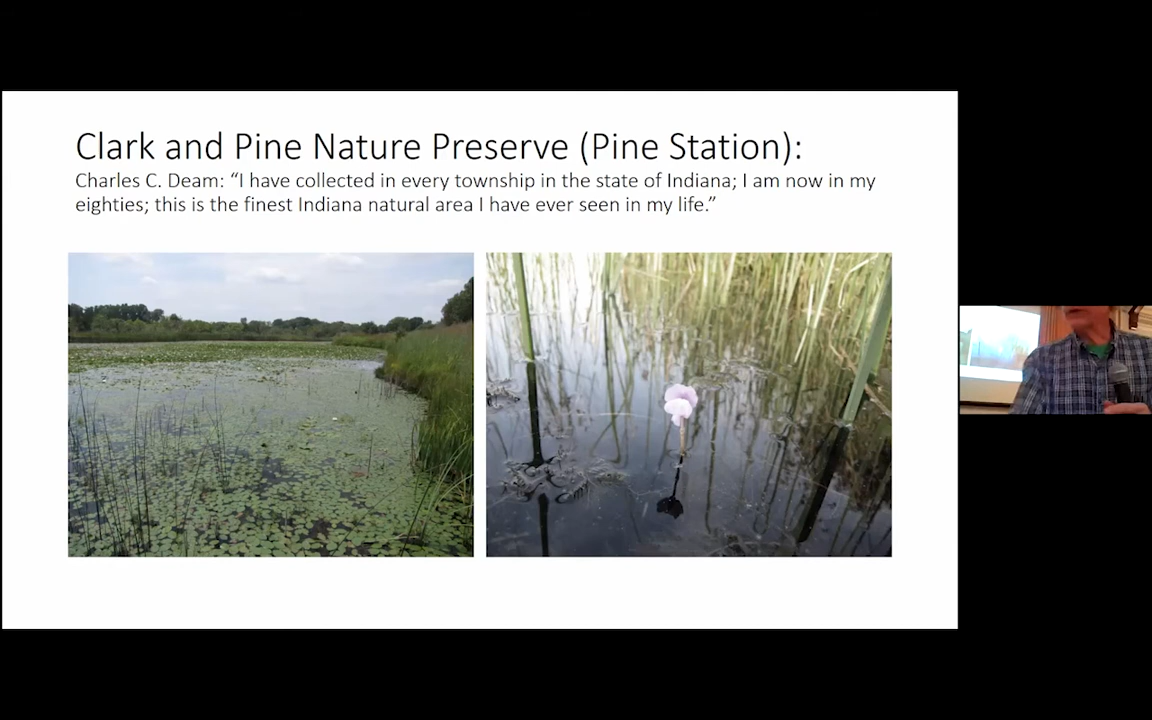 Clark and Pine Nature Preserve (Pine Station):
Charles C. Deam: “I have collected in every township in the state of Indiana; I am now in my
eighties; this is the finest Indiana natural area I have ever seen in my life.”